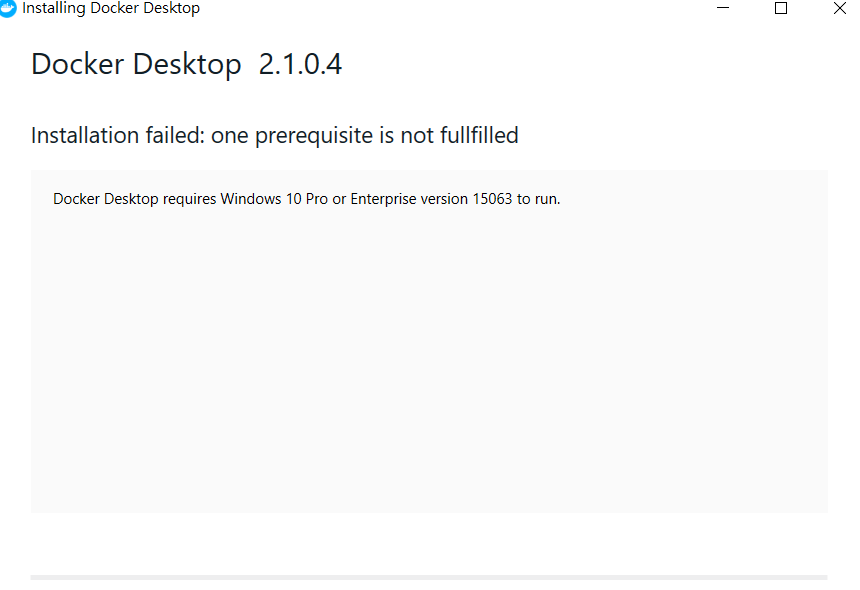 Installing Docker Desktop
Docker Desktop 2.1.0.4
Installation failed: one prerequisite is not fullfilled
Docker Desktop requires Windows 10 Pro or Enterprise version 15063 to run.